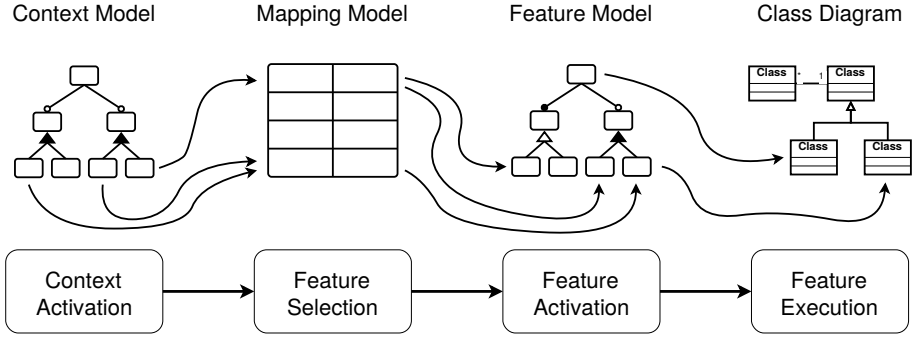 Context Model
Mapping Model
Feature Model
Class Diagram
Class
* 1
Class
Class
Class
Context
Activation
Feature
Selection
Feature
Activation
Feature
Execution